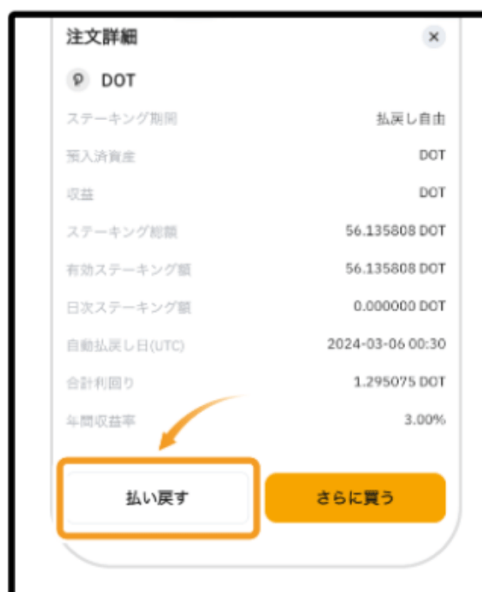 注文詳細
DOT
ステーキング期間 払戻し自由
預入済資産 DOT
収益 DOT
ステーキング総額 56.135808 DOT
有効ステーキング額 56.135808 DOT
日次ステーキング額 0.000000 DOT
自動払戻し日(UTC) 2024-03-06 00:30
合計利回り 1.295075 DOT
年間収益率 3.00%
払い戻す さらに買う